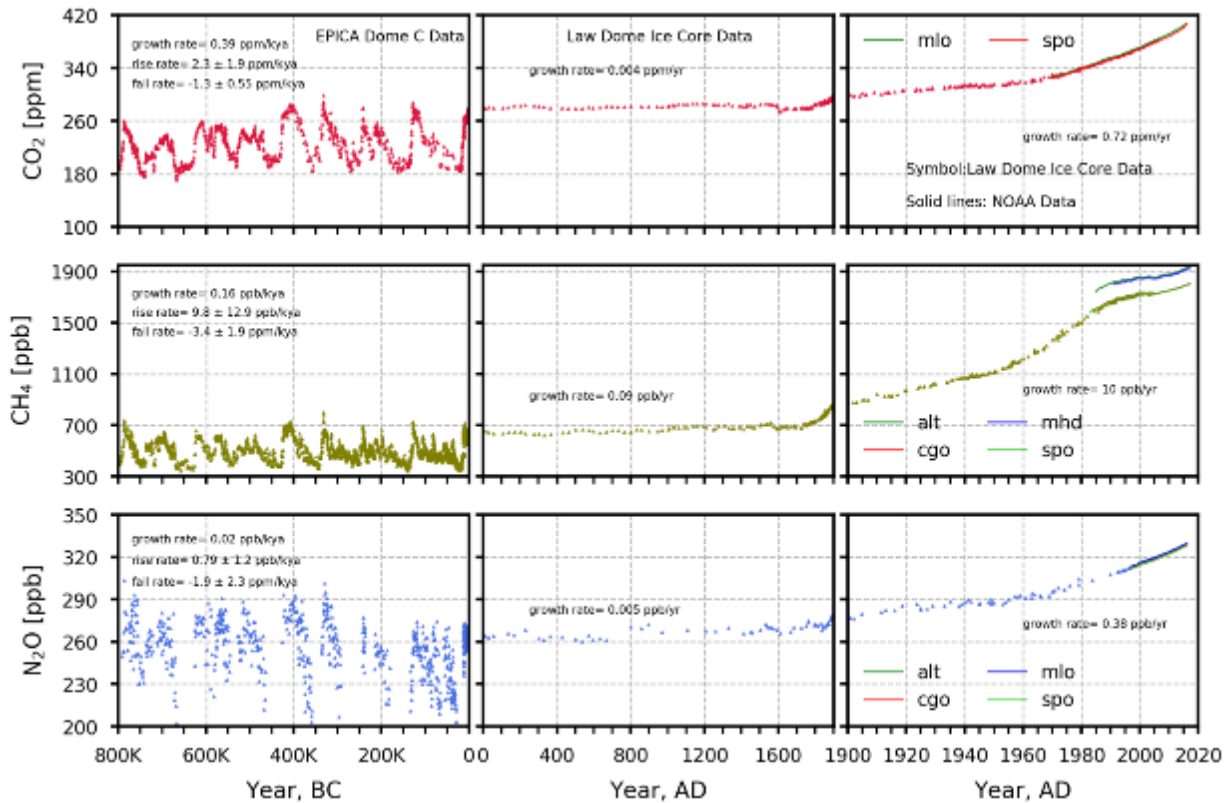 EPICA Dome C Data
growth rate= 0.39 ppm/kya
rise rate= 2.3 ± 1.9 ppm/kya
fall rate= -1.3 ± 0.55 ppm/kya
Law Dome Ice Core Data
growth rate= 0.004 ppm/yr
mlo spo
growth rate= 0.72 ppm/yr
Symbol:Law Dome Ice Core Data
Solid lines: NOAA Data
CO₂ [ppm]
420
340
260
180
100
growth rate= 0.16 ppb/kya
rise rate= 9.8 ± 12.9 ppb/kya
fall rate= -3.4 ± 1.9 ppm/kya
growth rate= 0.09 ppb/yr
growth rate= 10 ppb/yr
alt mhd
cgo spo
CH₄ [ppb]
1900
1500
1100
700
300
growth rate= 0.02 ppb/kya
rise rate= 0.79 ± 1.2 ppb/kya
fall rate= -1.9 ± 2.3 ppm/kya
growth rate= 0.005 ppb/yr
growth rate= 0.38 ppb/yr
alt mlo
cgo spo
N₂O [ppb]
350
320
290
260
230
200
800K 600K 400K 200K 0 0 400 800 1200 1600 1900 1920 1940 1960 1980 2000 2020
Year, BC Year, AD Year, AD